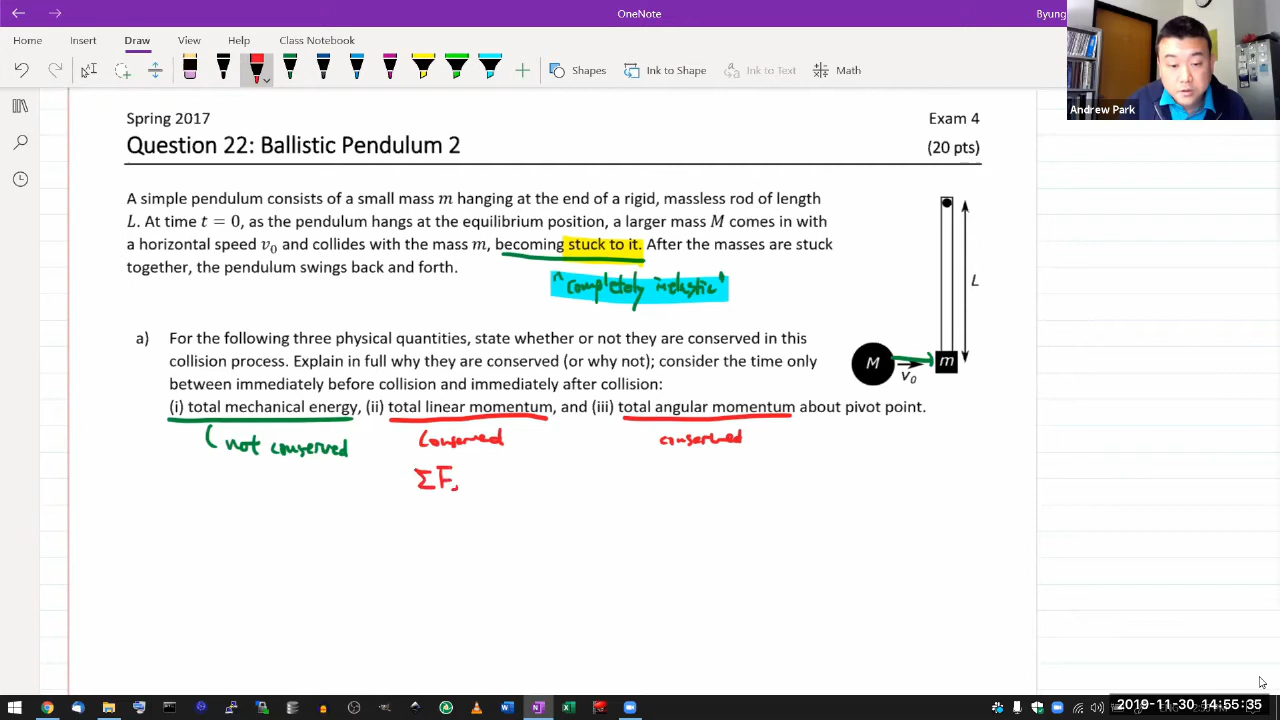 OneNote
Byung
Home Insert Draw View Help Class Notebook
Shapes Ink to Shape Ink to Text Math
Andrew Park
Spring 2017 Exam 4
Question 22: Ballistic Pendulum 2 (20 pts)
A simple pendulum consists of a small mass m hanging at the end of a rigid, massless rod of length
L. At time t = 0, as the pendulum hangs at the equilibrium position, a larger mass M comes in with
a horizontal speed v₀ and collides with the mass m, becoming stuck to it. After the masses are stuck
together, the pendulum swings back and forth.
"completely inelastic"
L
M
v₀
m
a) For the following three physical quantities, state whether or not they are conserved in this
collision process. Explain in full why they are conserved (or why not); consider the time only
between immediately before collision and immediately after collision:
(i) total mechanical energy, (ii) total linear momentum, and (iii) total angular momentum about pivot point.
not conserved
conserved
conserved
ΣF
2019-11-30 14:55:35